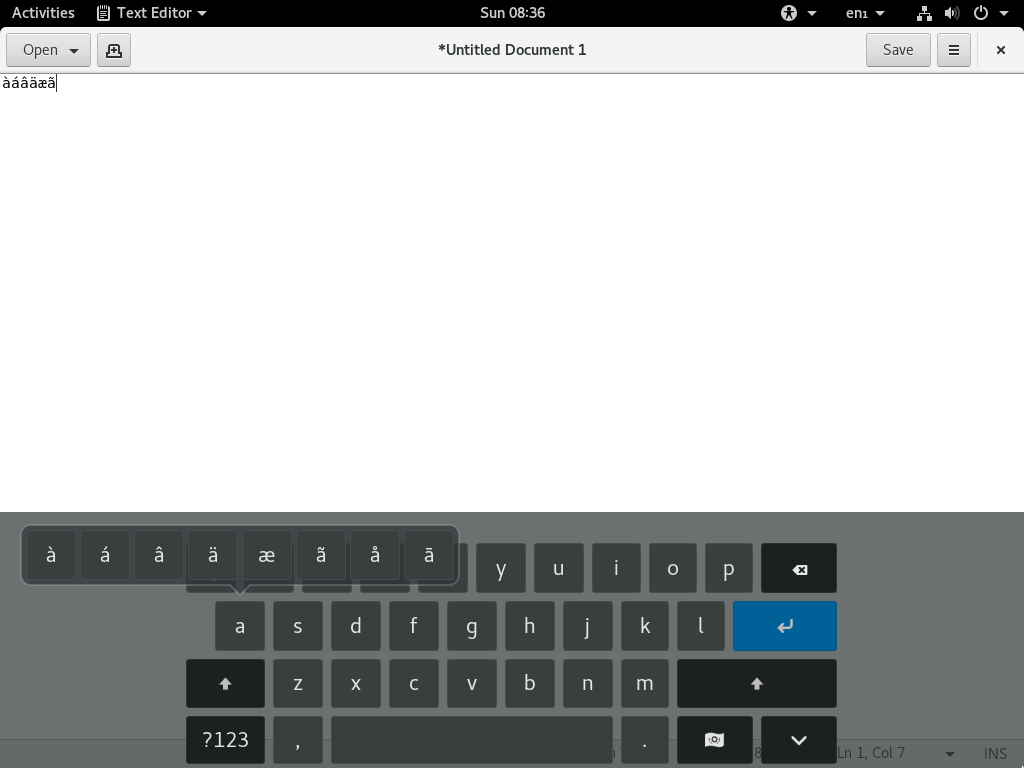 Activities Text Editor Sun 08:36 en₁
Open *Untitled Document 1 Save
àáâäæã
à á â ä æ ã å ā y u i o p
a s d f g h j k l
z x c v b n m
?123 , . Ln 1, Col 7 INS